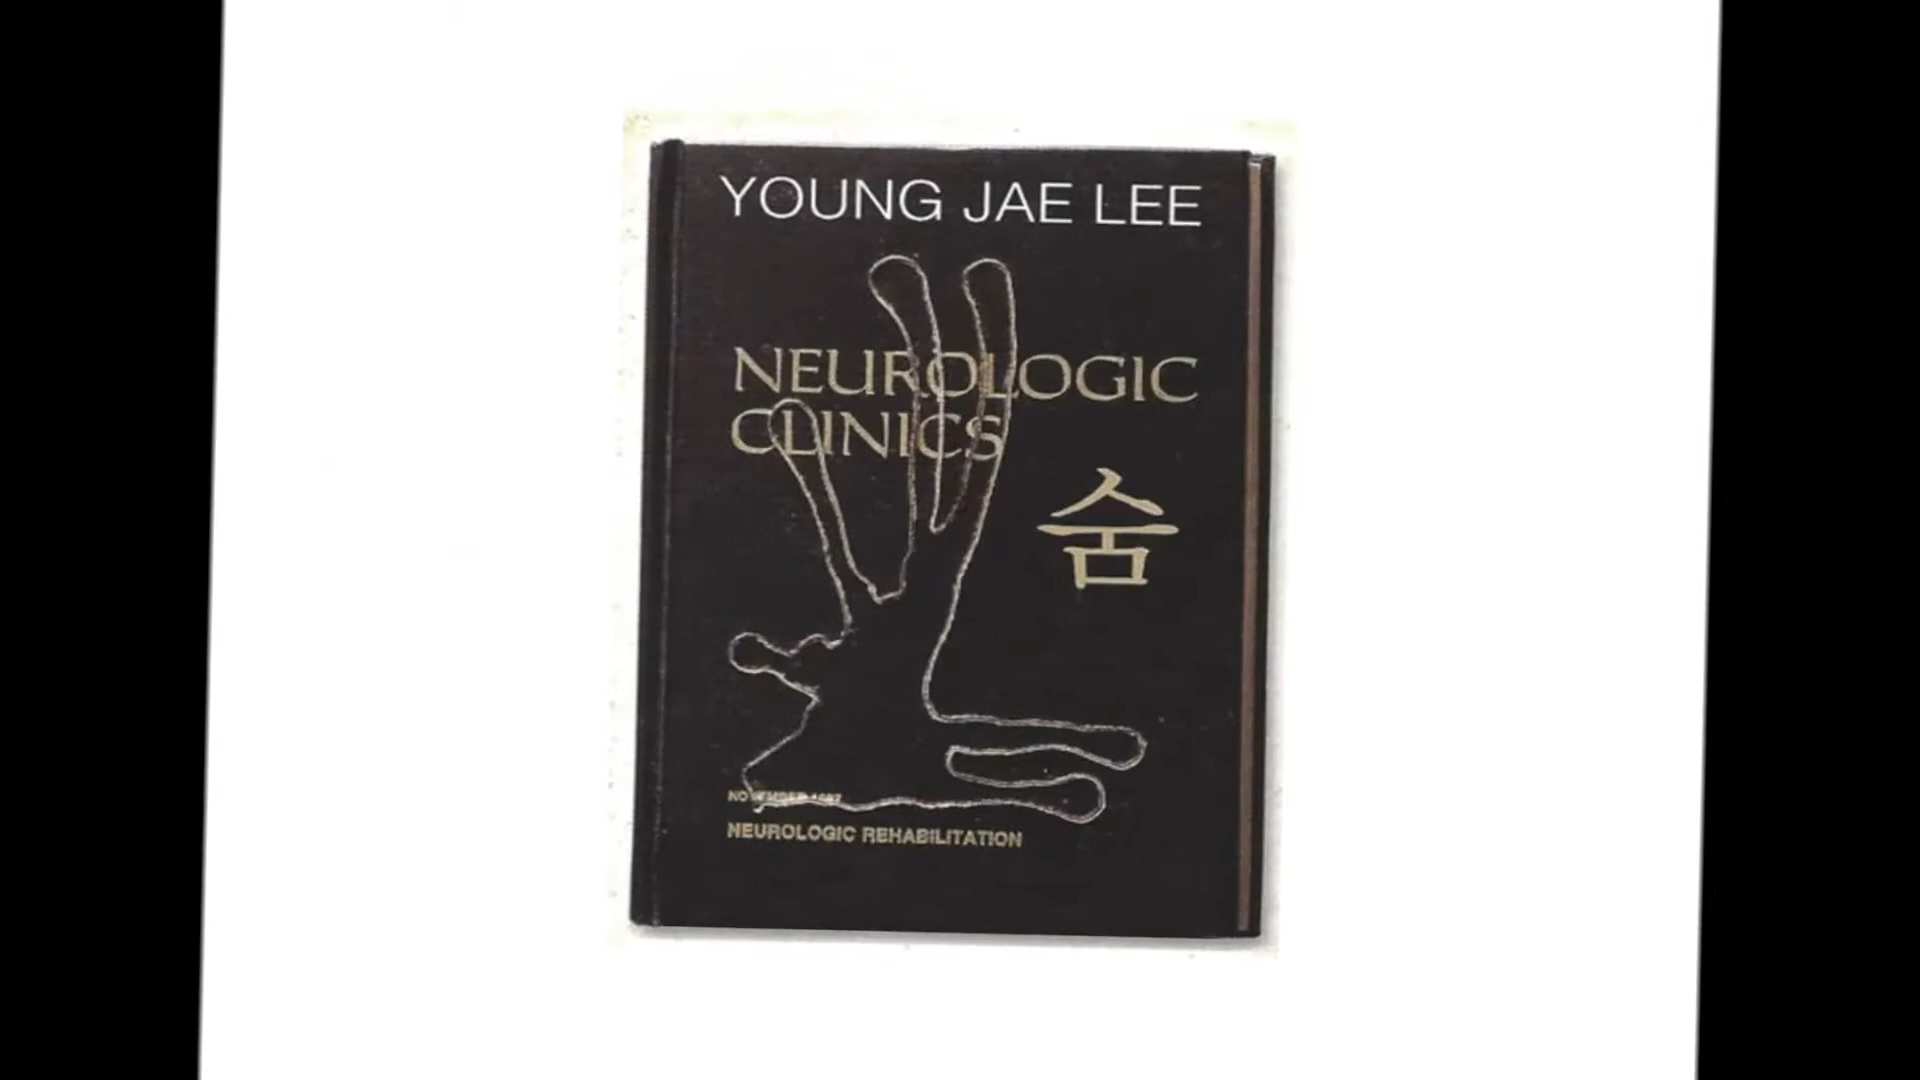 YOUNG JAE LEE
NEUROLOGIC
CLINICS
숨
NEUROLOGIC REHABILITATION